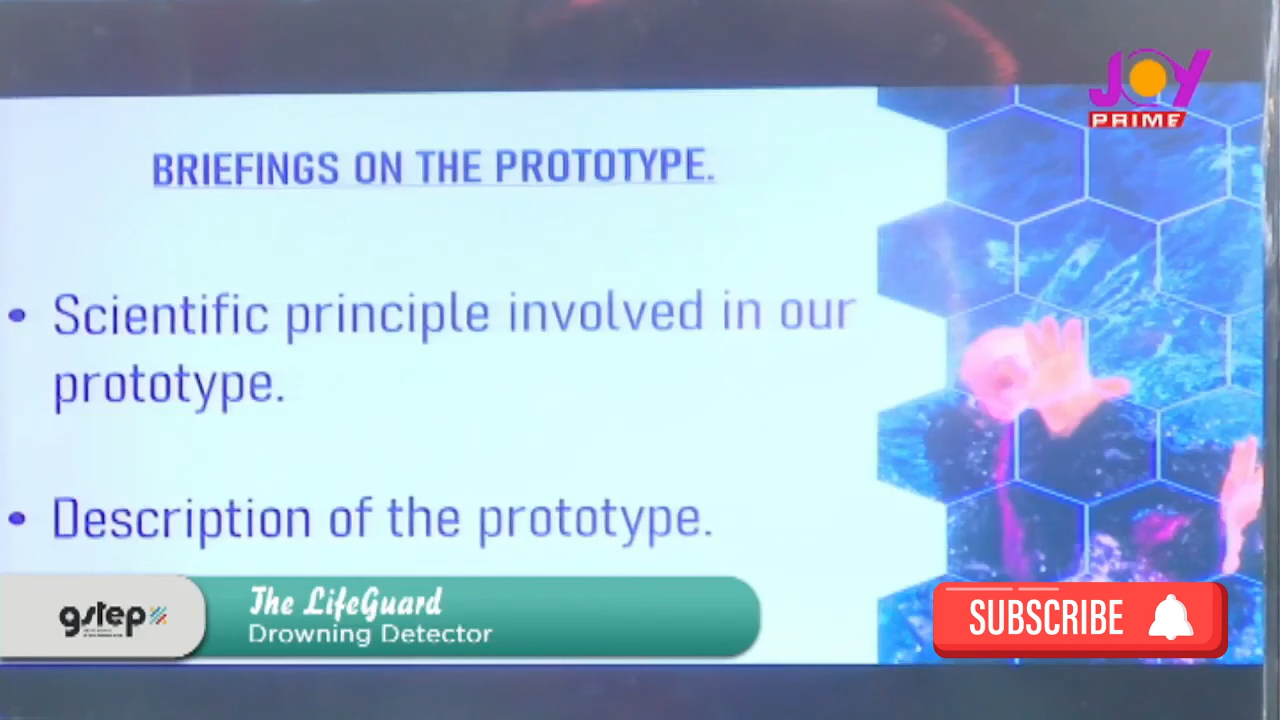 JOY
PRIME
BRIEFINGS ON THE PROTOTYPE.
• Scientific principle involved in our
prototype.
• Description of the prototype.
gstep
The LifeGuard
Drowning Detector
SUBSCRIBE